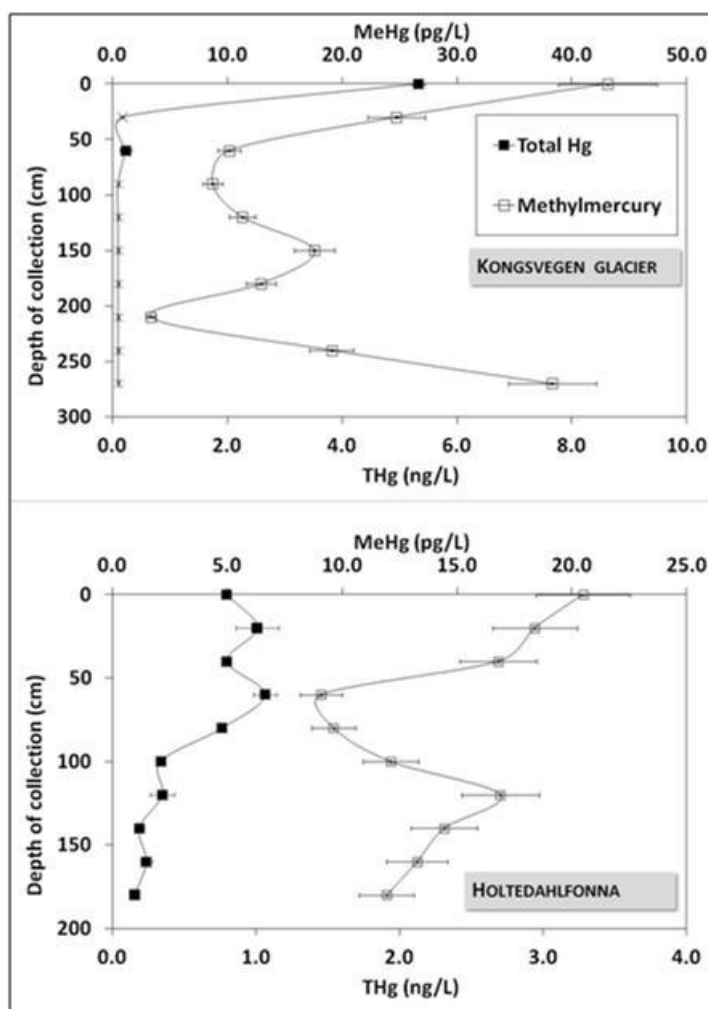 MeHg (pg/L)
0.0 10.0 20.0 30.0 40.0 50.0
0
50
100
150
200
250
300
Depth of collection (cm)
Total Hg
Methylmercury
KONGSVEGEN GLACIER
0.0 2.0 4.0 6.0 8.0 10.0
THg (ng/L)
MeHg (pg/L)
0.0 5.0 10.0 15.0 20.0 25.0
0
50
100
150
200
Depth of collection (cm)
HOLTEDAHLFONNA
0.0 1.0 2.0 3.0 4.0
THg (ng/L)